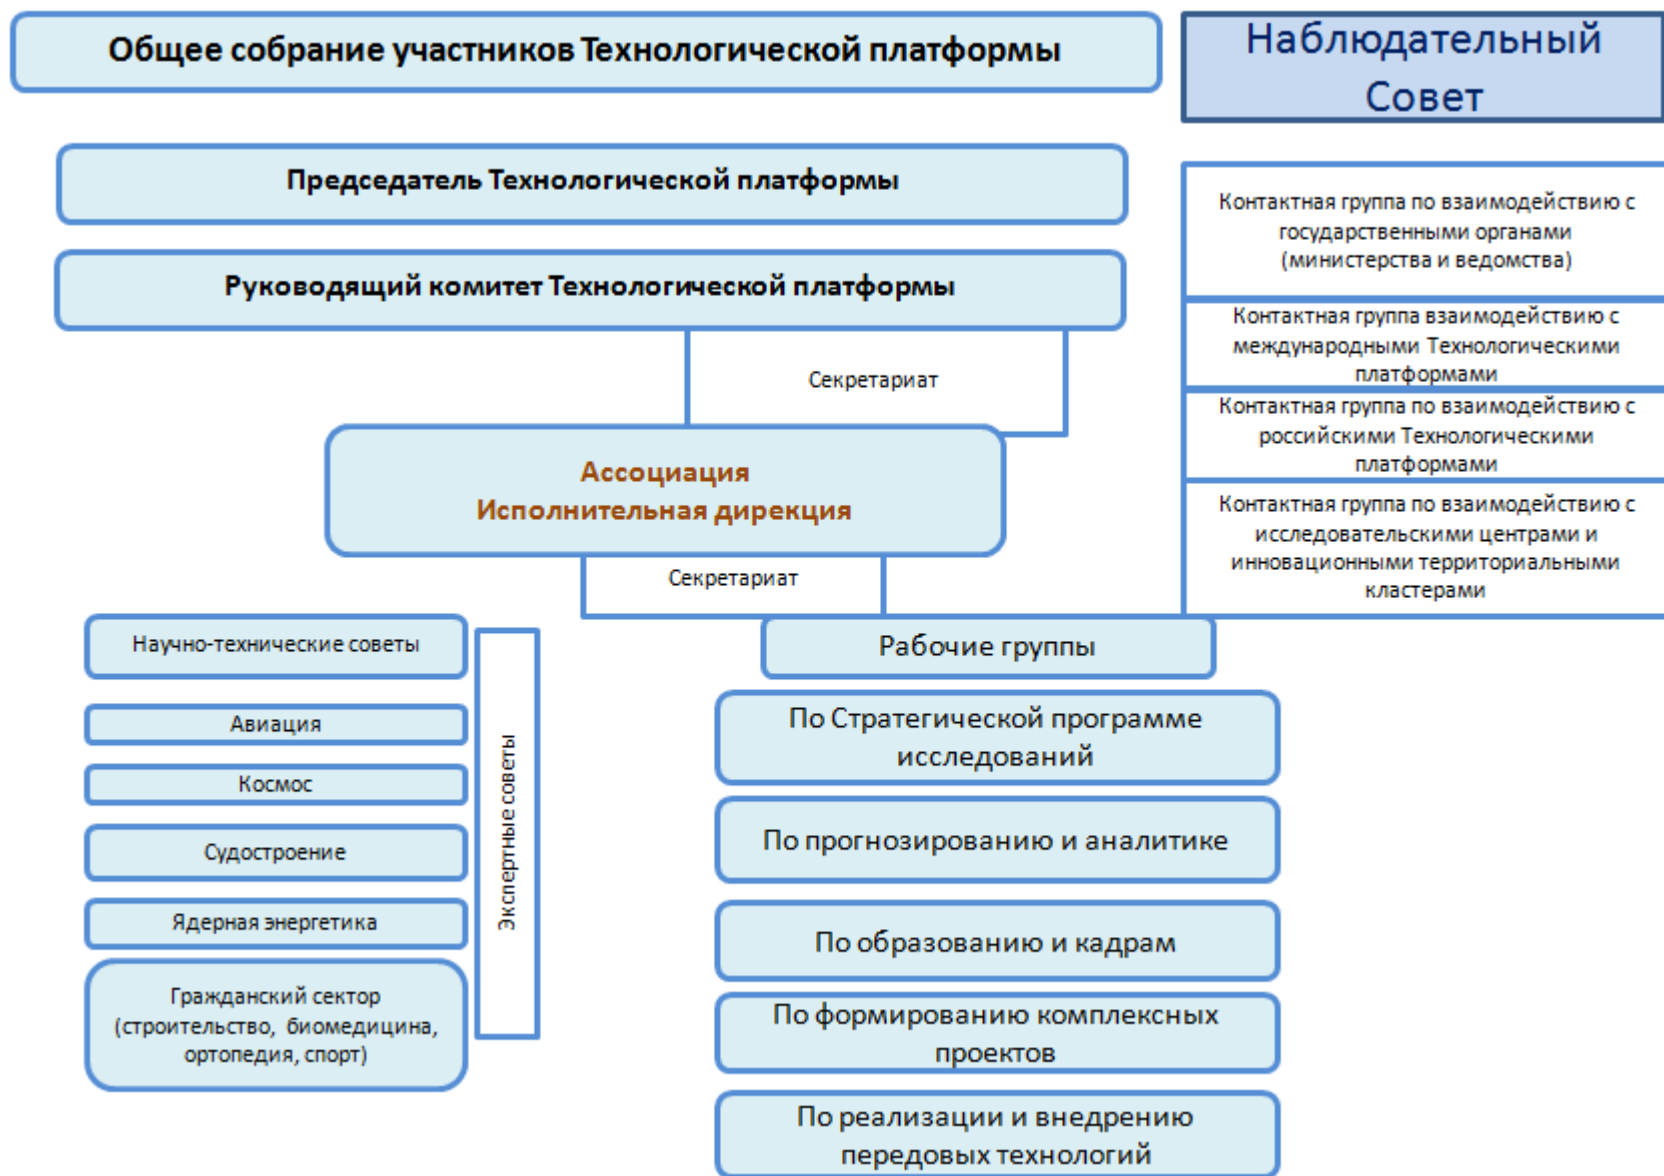 Общее собрание участников Технологической платформы
Наблюдательный
Совет
Председатель Технологической платформы
Руководящий комитет Технологической платформы
Секретариат
Ассоциация
Исполнительная дирекция
Секретариат
Контактная группа по взаимодействию с
государственными органами
(министерства и ведомства)
Контактная группа взаимодействию с
международными Технологическими
платформами
Контактная группа по взаимодействию с
российскими Технологическими
платформами
Контактная группа по взаимодействию с
исследовательскими центрами и
инновационными территориальными
кластерами
Научно-технические советы
Авиация
Космос
Судостроение
Ядерная энергетика
Гражданский сектор
(строительство, биомедицина,
ортопедия, спорт)
Экспертные советы
Рабочие группы
По Стратегической программе
исследований
По прогнозированию и аналитике
По образованию и кадрам
По формированию комплексных
проектов
По реализации и внедрению
передовых технологий